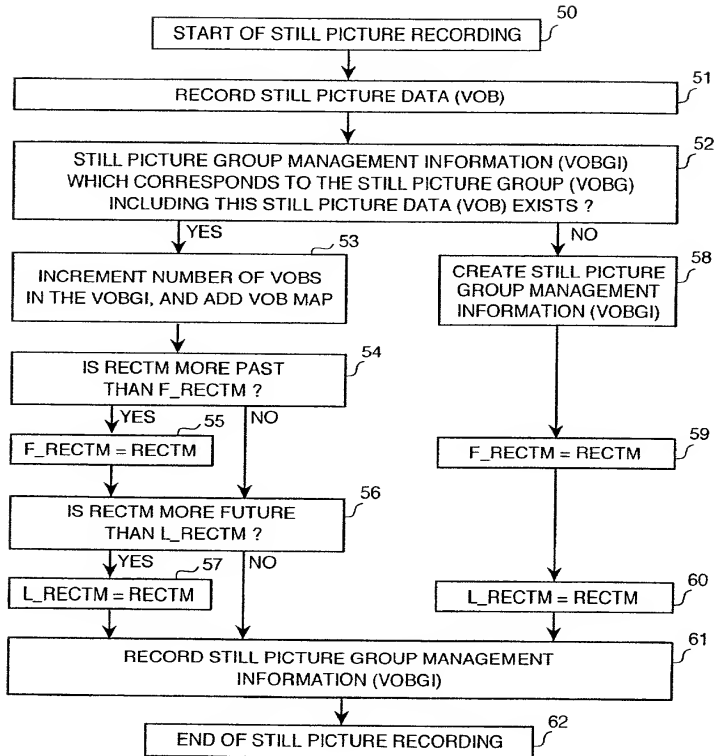 50
START OF STILL PICTURE RECORDING
51
RECORD STILL PICTURE DATA (VOB)
52
STILL PICTURE GROUP MANAGEMENT INFORMATION (VOBGI)
WHICH CORRESPONDS TO THE STILL PICTURE GROUP (VOBG)
INCLUDING THIS STILL PICTURE DATA (VOB) EXISTS ?
YES
NO
53
INCREMENT NUMBER OF VOBS
IN THE VOBGI, AND ADD VOB MAP
58
CREATE STILL PICTURE
GROUP MANAGEMENT
INFORMATION (VOBGI)
54
IS RECTM MORE PAST
THAN F_RECTM ?
YES
NO
55
F_RECTM = RECTM
59
F_RECTM = RECTM
56
IS RECTM MORE FUTURE
THAN L_RECTM ?
YES
NO
57
L_RECTM = RECTM
60
L_RECTM = RECTM
61
RECORD STILL PICTURE GROUP MANAGEMENT
INFORMATION (VOBGI)
62
END OF STILL PICTURE RECORDING